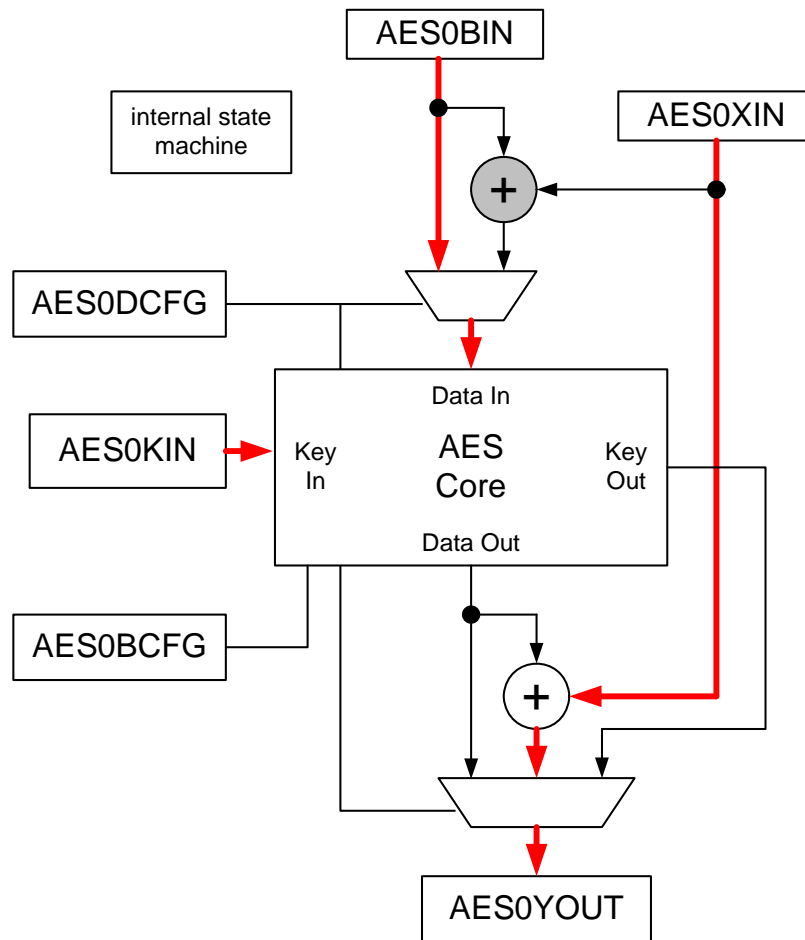 AES0BIN
internal state
machine
AES0XIN
+
AES0DCFG
Data In
AES0KIN
Key
In
AES
Core
Key
Out
Data Out
AES0BCFG
+
AES0YOUT